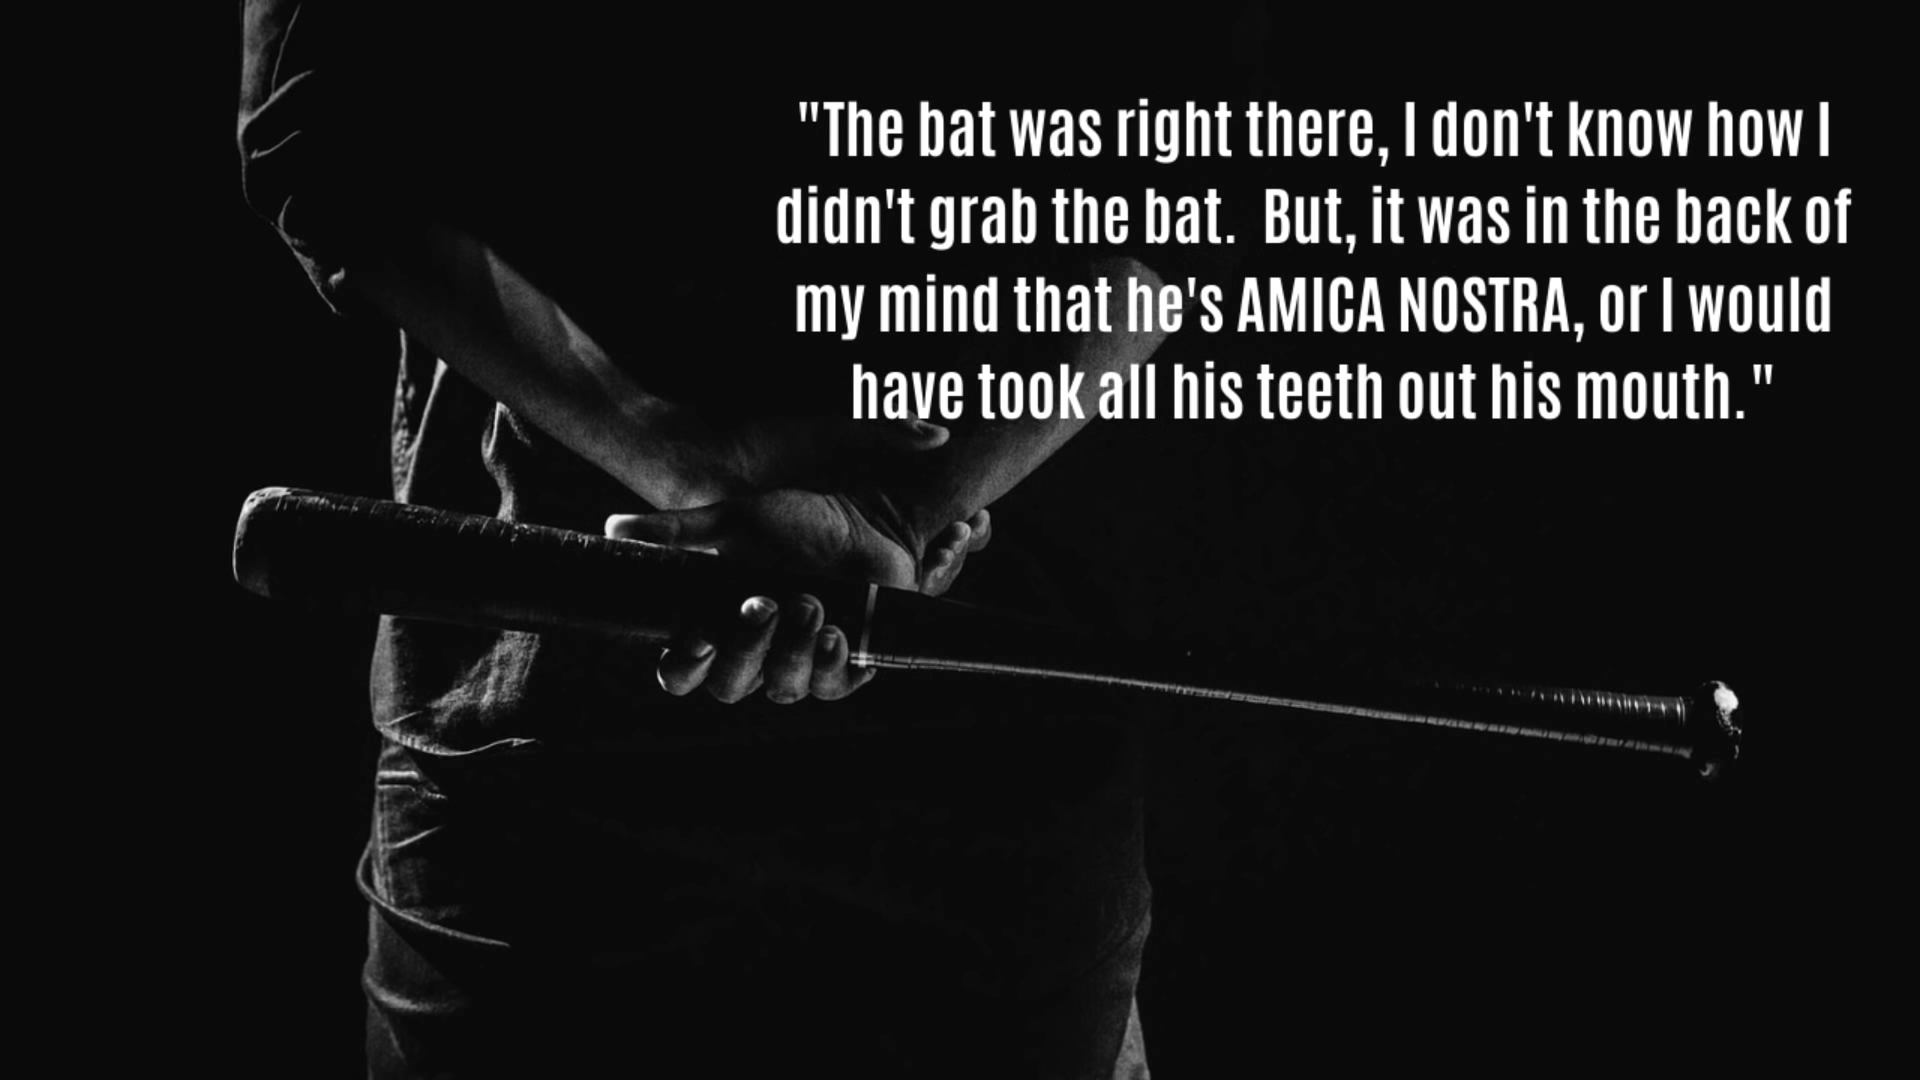 "The bat was right there, I don't know how I
didn't grab the bat.  But, it was in the back of
my mind that he's AMICA NOSTRA, or I would
have took all his teeth out his mouth."